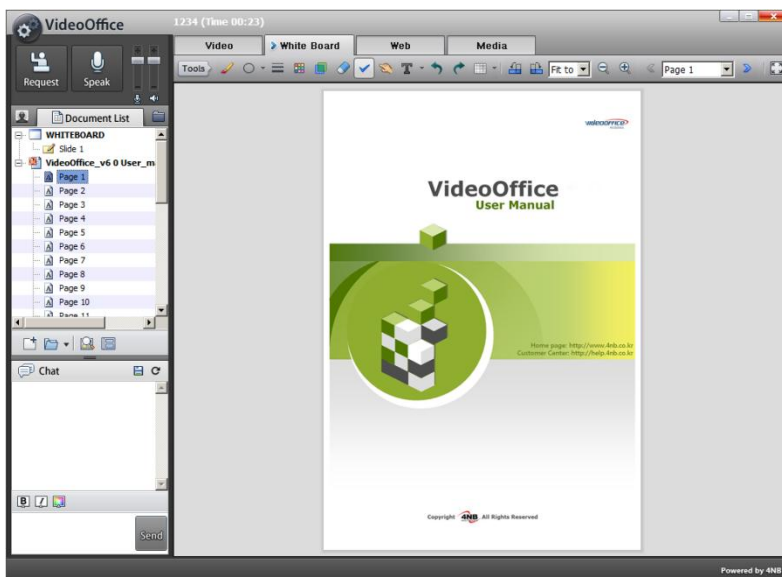 VideoOffice
1234 (Time 00:23)
Video
White Board
Web
Media
Request
Speak
Tools
T
Fit to
Page 1
Document List
WHITEBOARD
Slide 1
VideoOffice_v6 0 User_m
Page 1
Page 2
Page 3
Page 4
Page 5
Page 6
Page 7
Page 8
Page 9
Page 10
Page 11
Chat
B I
Send
VideoOffice
VideoOffice
User Manual
Home page: http://www.4nb.co.kr
Customer Center: http://help.4nb.co.kr
Copyright 4NB All Rights Reserved
Powered by 4NB